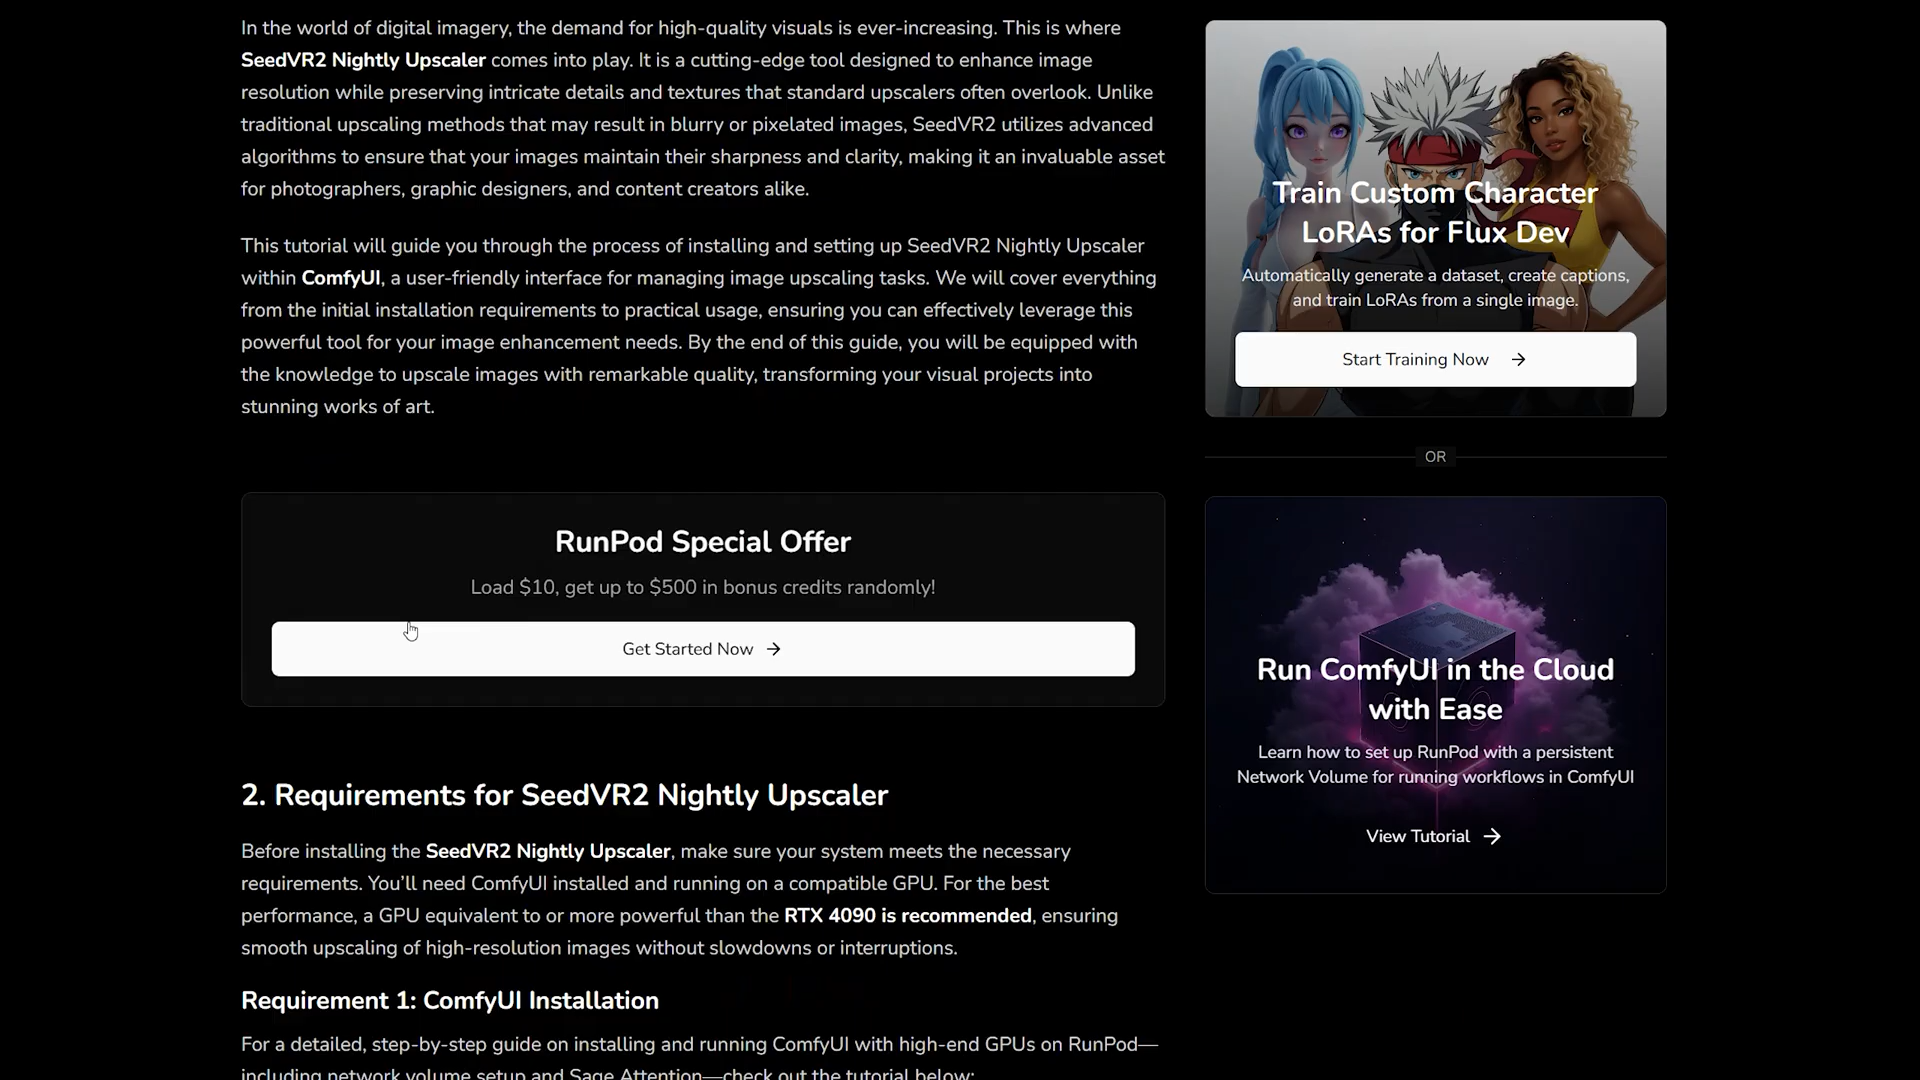 In the world of digital imagery, the demand for high-quality visuals is ever-increasing. This is where
SeedVR2 Nightly Upscaler comes into play. It is a cutting-edge tool designed to enhance image
resolution while preserving intricate details and textures that standard upscalers often overlook. Unlike
traditional upscaling methods that may result in blurry or pixelated images, SeedVR2 utilizes advanced
algorithms to ensure that your images maintain their sharpness and clarity, making it an invaluable asset
for photographers, graphic designers, and content creators alike.
This tutorial will guide you through the process of installing and setting up SeedVR2 Nightly Upscaler
within ComfyUI, a user-friendly interface for managing image upscaling tasks. We will cover everything
from the initial installation requirements to practical usage, ensuring you can effectively leverage this
powerful tool for your image enhancement needs. By the end of this guide, you will be equipped with
the knowledge to upscale images with remarkable quality, transforming your visual projects into
stunning works of art.
RunPod Special Offer
Load $10, get up to $500 in bonus credits randomly!
Get Started Now
2. Requirements for SeedVR2 Nightly Upscaler
Before installing the SeedVR2 Nightly Upscaler, make sure your system meets the necessary
requirements. You'll need ComfyUI installed and running on a compatible GPU. For the best
performance, a GPU equivalent to or more powerful than the RTX 4090 is recommended, ensuring
smooth upscaling of high-resolution images without slowdowns or interruptions.
Requirement 1: ComfyUI Installation
For a detailed, step-by-step guide on installing and running ComfyUI with high-end GPUs on RunPod—
including network volume setup and Sage Attention—check out the tutorial below:
Train Custom Character
LoRAs for Flux Dev
Automatically generate a dataset, create captions,
and train LoRAs from a single image.
Start Training Now
OR
Run ComfyUI in the Cloud
with Ease
Learn how to set up RunPod with a persistent
Network Volume for running workflows in ComfyUI
View Tutorial